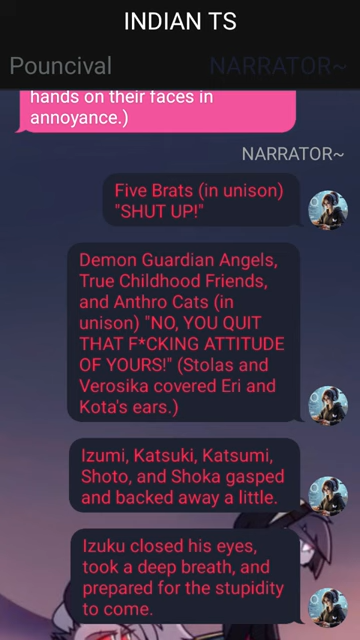 INDIAN TS
Pouncival NARRATOR~
hands on their faces in
annoyance.)
NARRATOR~
Five Brats (in unison)
"SHUT UP!"
Demon Guardian Angels,
True Childhood Friends,
and Anthro Cats (in
unison) "NO, YOU QUIT
THAT F*CKING ATTITUDE
OF YOURS!" (Stolas and
Verosika covered Eri and
Kota's ears.)
Izumi, Katsuki, Katsumi,
Shoto, and Shoka gasped
and backed away a little.
Izuku closed his eyes,
took a deep breath, and
prepared for the stupidity
to come.